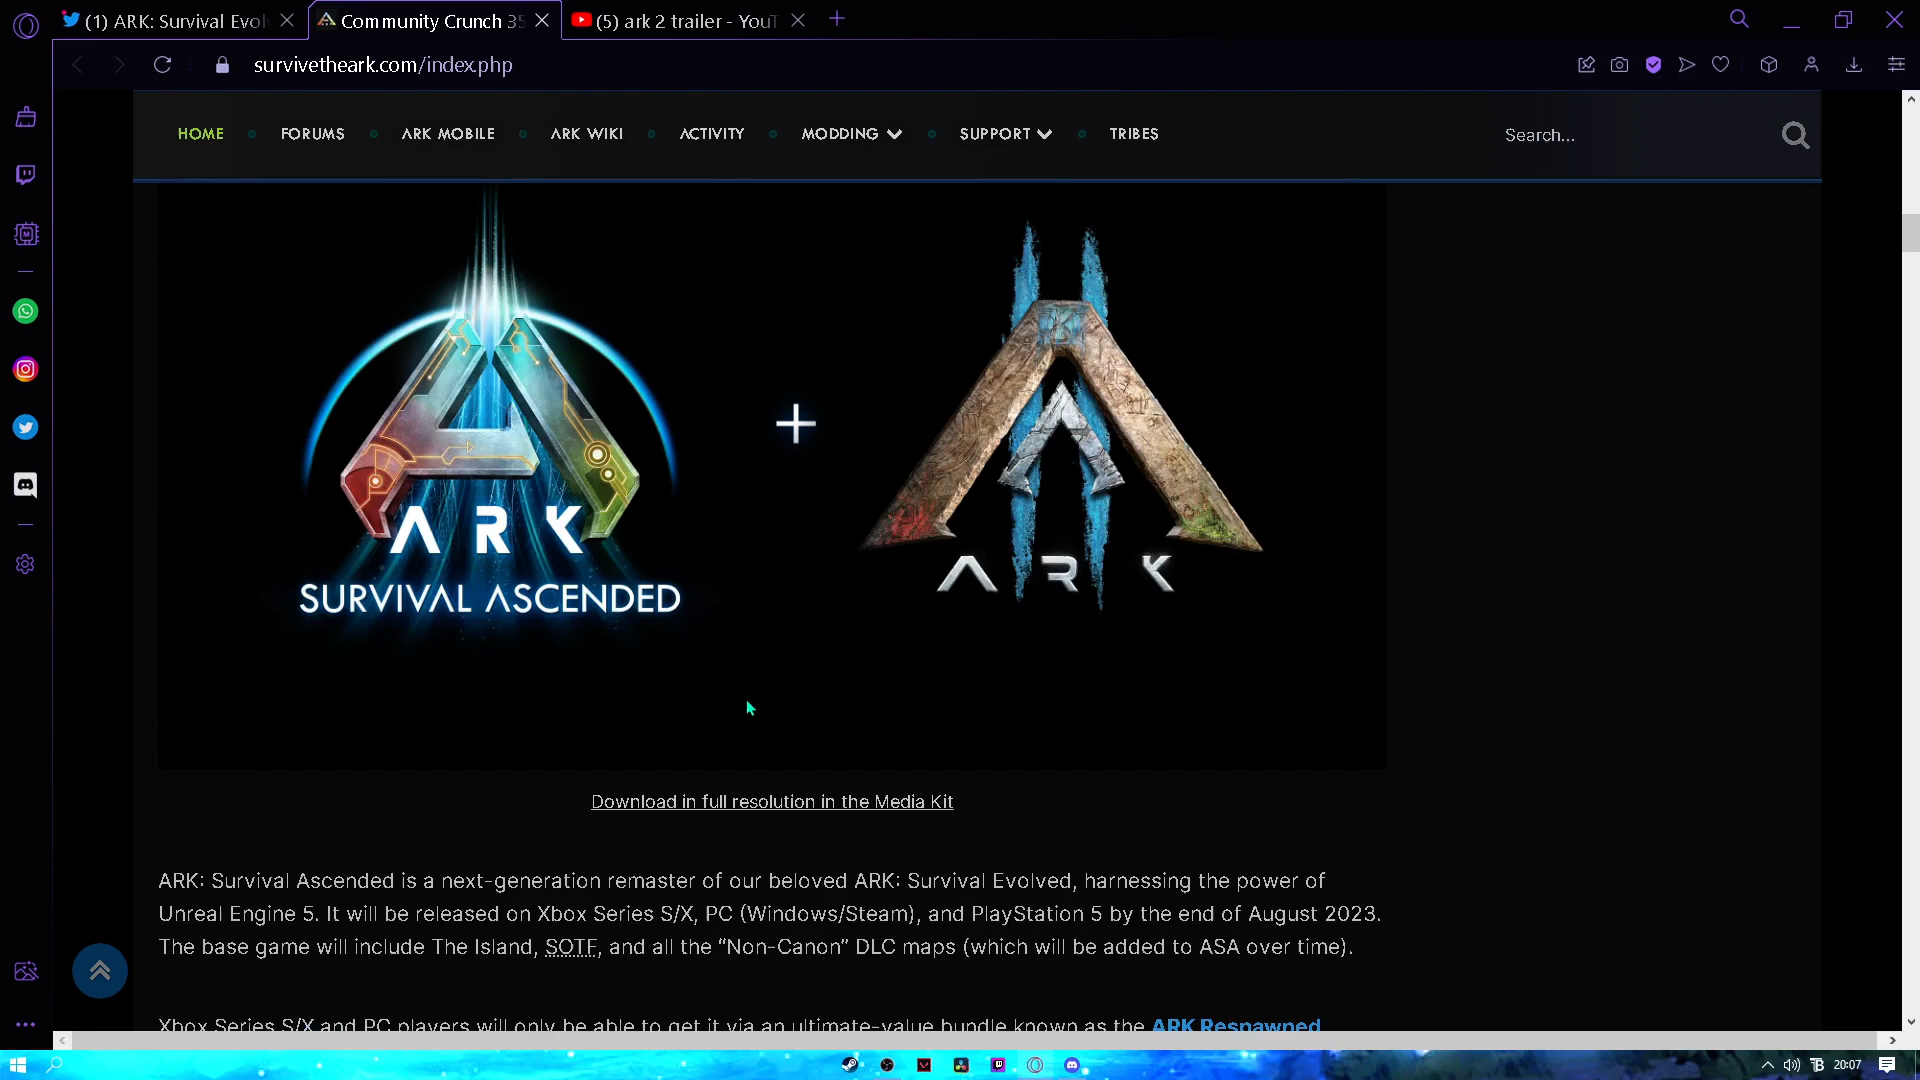 (1) ARK: Survival Evol
Community Crunch 35
(5) ark 2 trailer - YouT
survivetheark.com/index.php
HOME FORUMS ARK MOBILE ARK WIKI ACTIVITY MODDING SUPPORT TRIBES
Search...
ARK
SURVIVAL ASCENDED
+
ARK
Download in full resolution in the Media Kit
ARK: Survival Ascended is a next-generation remaster of our beloved ARK: Survival Evolved, harnessing the power of
Unreal Engine 5. It will be released on Xbox Series S/X, PC (Windows/Steam), and PlayStation 5 by the end of August 2023.
The base game will include The Island, SOTF, and all the “Non-Canon” DLC maps (which will be added to ASA over time).
Xbox Series S/X and PC players will only be able to get it via an ultimate-value bundle known as the ARK Respawned
20:07